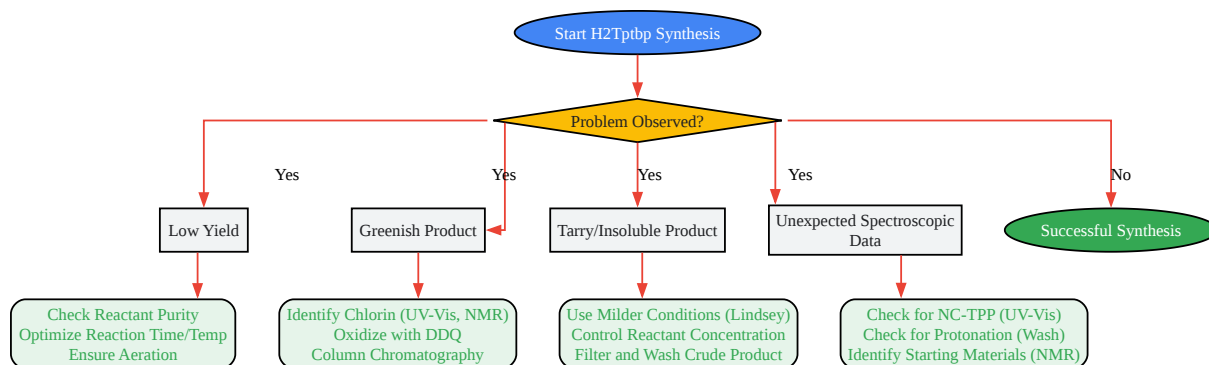 Start H2Tptbp Synthesis
Problem Observed?
Yes
Yes
Yes
Yes
No
Low Yield
Greenish Product
Tarry/Insoluble Product
Unexpected Spectroscopic
Data
Successful Synthesis
Check Reactant Purity
Optimize Reaction Time/Temp
Ensure Aeration
Identify Chlorin (UV-Vis, NMR)
Oxidize with DDQ
Column Chromatography
Use Milder Conditions (Lindsey)
Control Reactant Concentration
Filter and Wash Crude Product
Check for NC-TPP (UV-Vis)
Check for Protonation (Wash)
Identify Starting Materials (NMR)